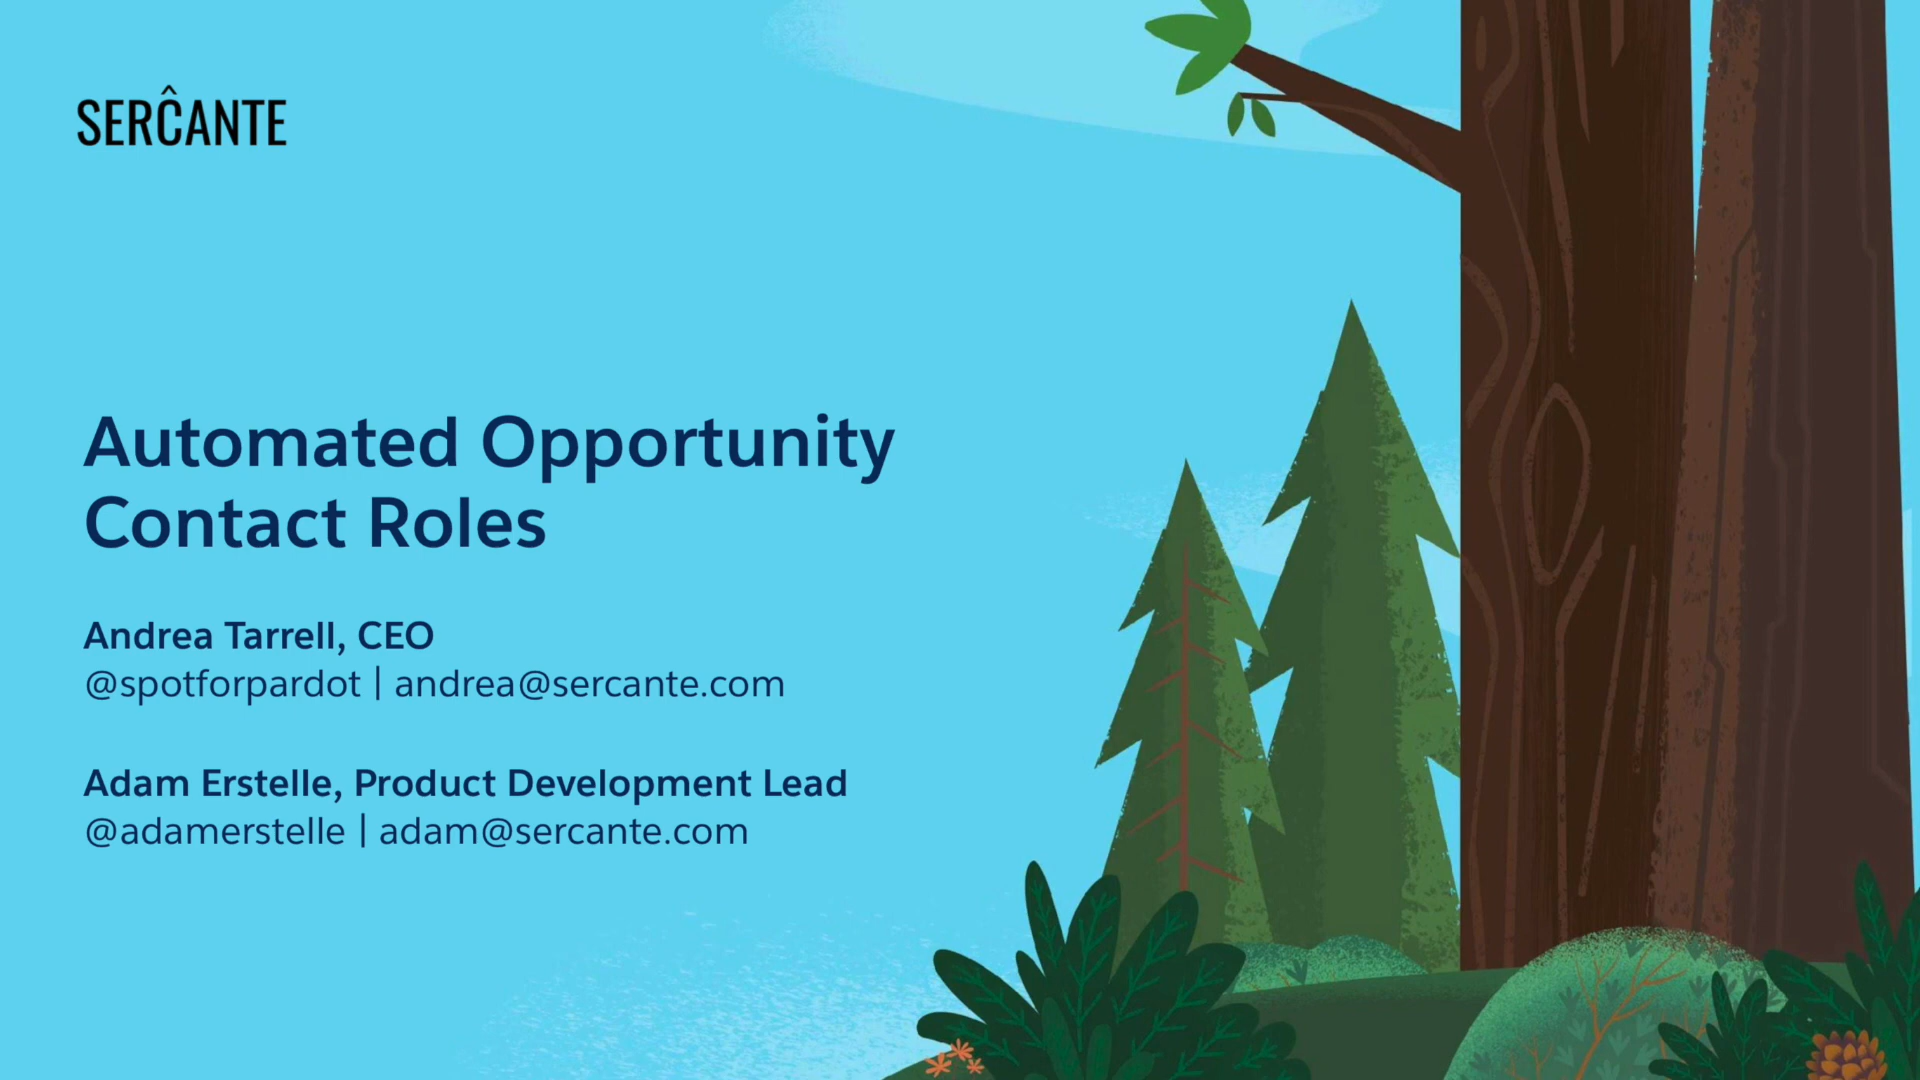 SERĈANTE
Automated Opportunity
Contact Roles
Andrea Tarrell, CEO
@spotforpardot | andrea@sercante.com
Adam Erstelle, Product Development Lead
@adamerstelle | adam@sercante.com